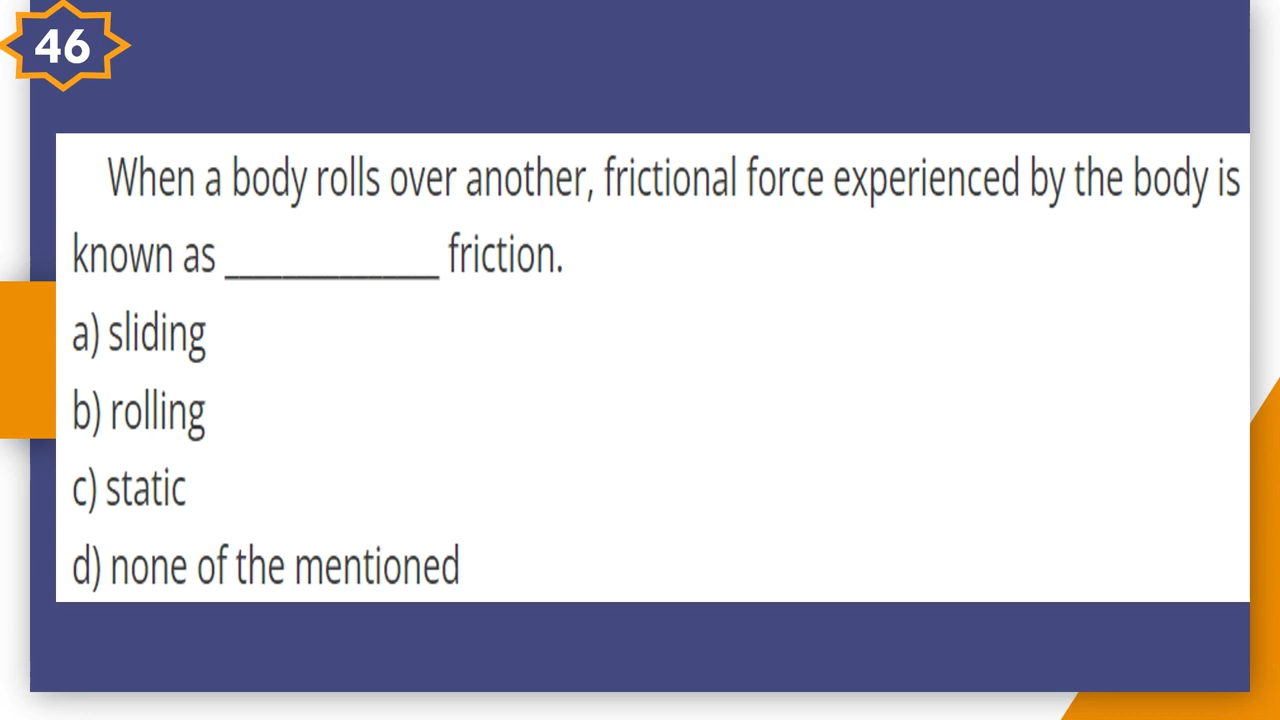 46
When a body rolls over another, frictional force experienced by the body is
known as _____________ friction.
a) sliding
b) rolling
c) static
d) none of the mentioned